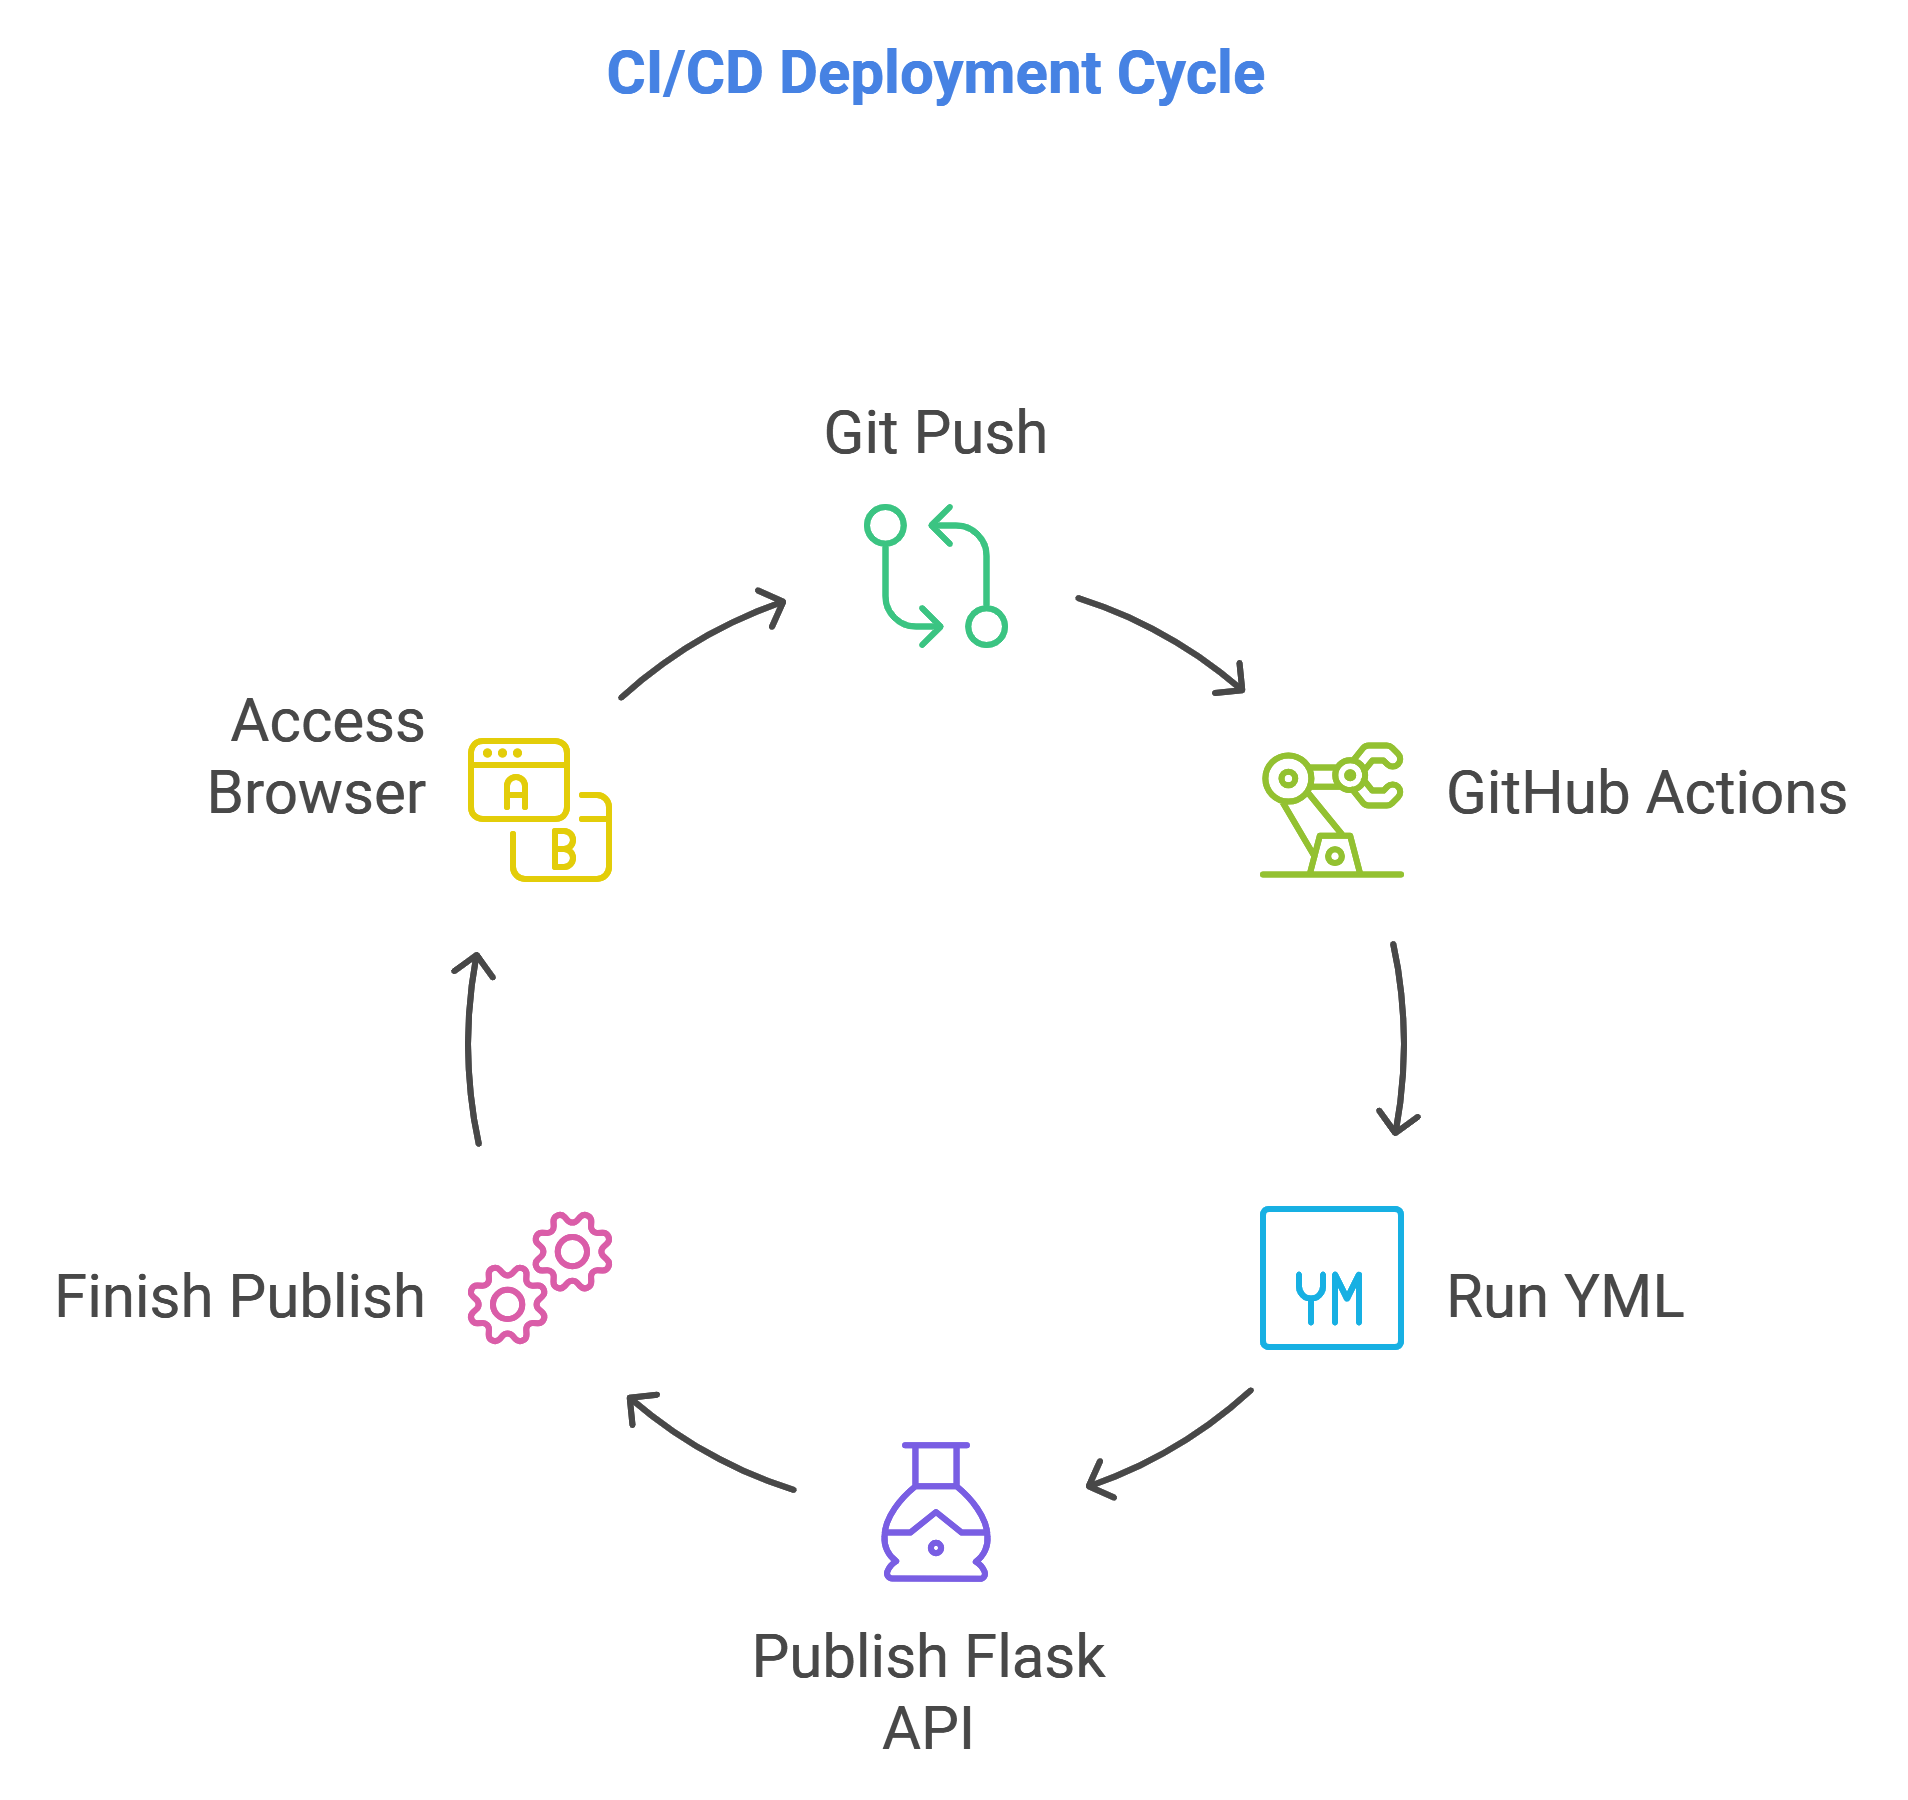 CI/CD Deployment Cycle
Git Push
Access
Browser
A
B
GitHub Actions
Finish Publish
YM
Run YML
Publish Flask
API